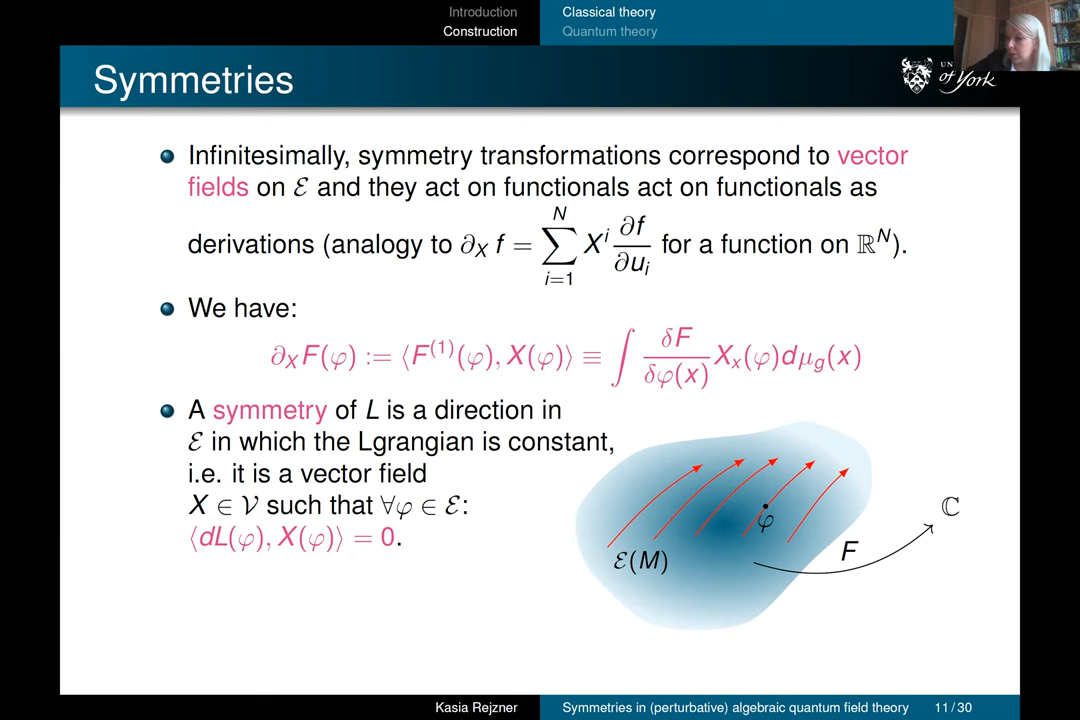 Introduction
Construction
Classical theory
Quantum theory
Symmetries
UN
of York
Infinitesimally, symmetry transformations correspond to vector
fields on ℰ and they act on functionals act on functionals as
derivations (analogy to ∂_X f = ∑_{i=1}^{N} X^i ∂f/∂u_i for a function on ℝ^N).
We have:
∂_X F(φ) := ⟨F^{(1)}(φ), X(φ)⟩ ≡ ∫ δF/δφ(x) X_x(φ)dμ_g(x)
A symmetry of L is a direction in
ℰ in which the Lgrangian is constant,
i.e. it is a vector field
X ∈ 𝒱 such that ∀φ ∈ ℰ:
⟨dL(φ), X(φ)⟩ = 0.
φ
ℰ(M)
F
ℂ
Kasia Rejzner
Symmetries in (perturbative) algebraic quantum field theory
11 / 30